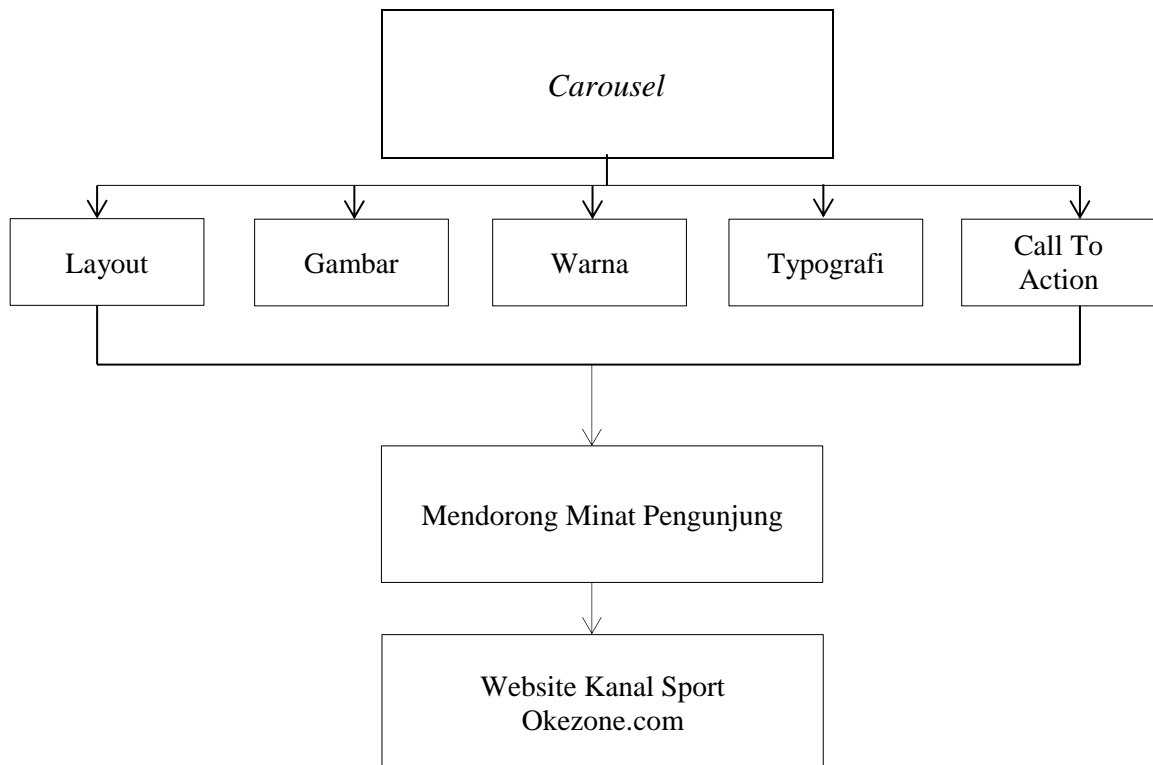 Carousel
Layout
Gambar
Warna
Typografi
Call To
Action
Mendorong Minat Pengunjung
Website Kanal Sport
Okezone.com